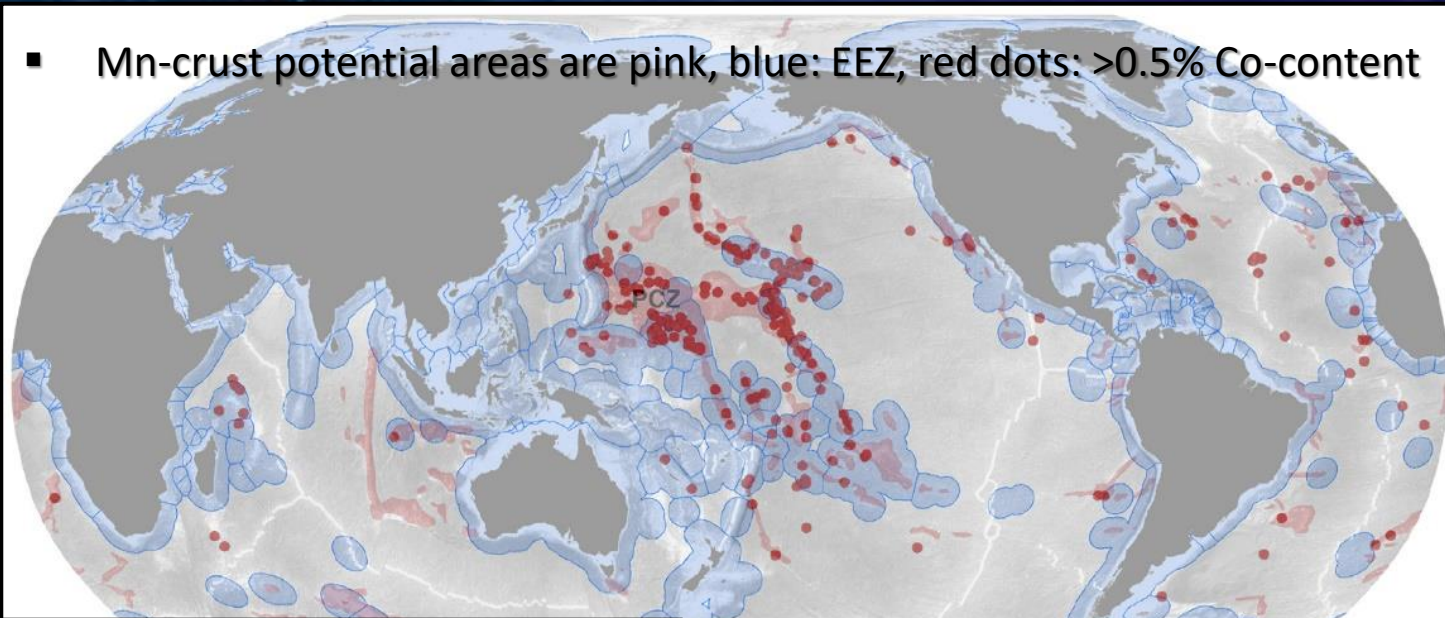 ▪ Mn-crust potential areas are pink, blue: EEZ, red dots: >0.5% Co-content
PCZ